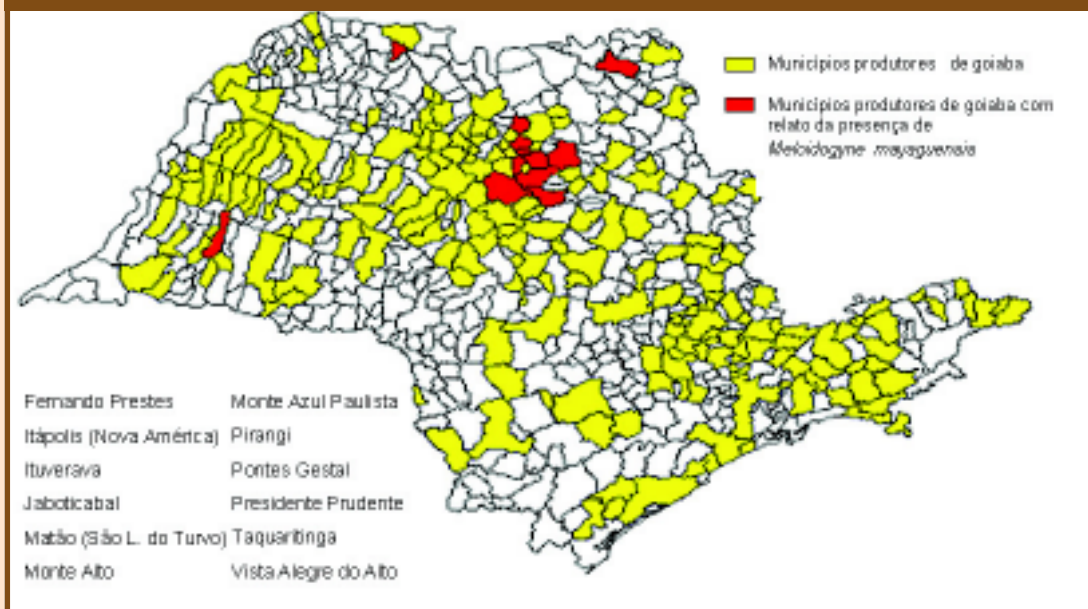 Municípios produtores de goiaba
Municípios produtores de goiaba com
relato da presença de
Meloidogyne mayaguensis
Fernando Prestes Monte Azul Paulista
Itápolis (Nova América) Pirangi
Ituverava Pontes Gestal
Jaboticabal Presidente Prudente
Matão (São L. do Turvo) Taquaritinga
Monte Alto Vista Alegre do Alto